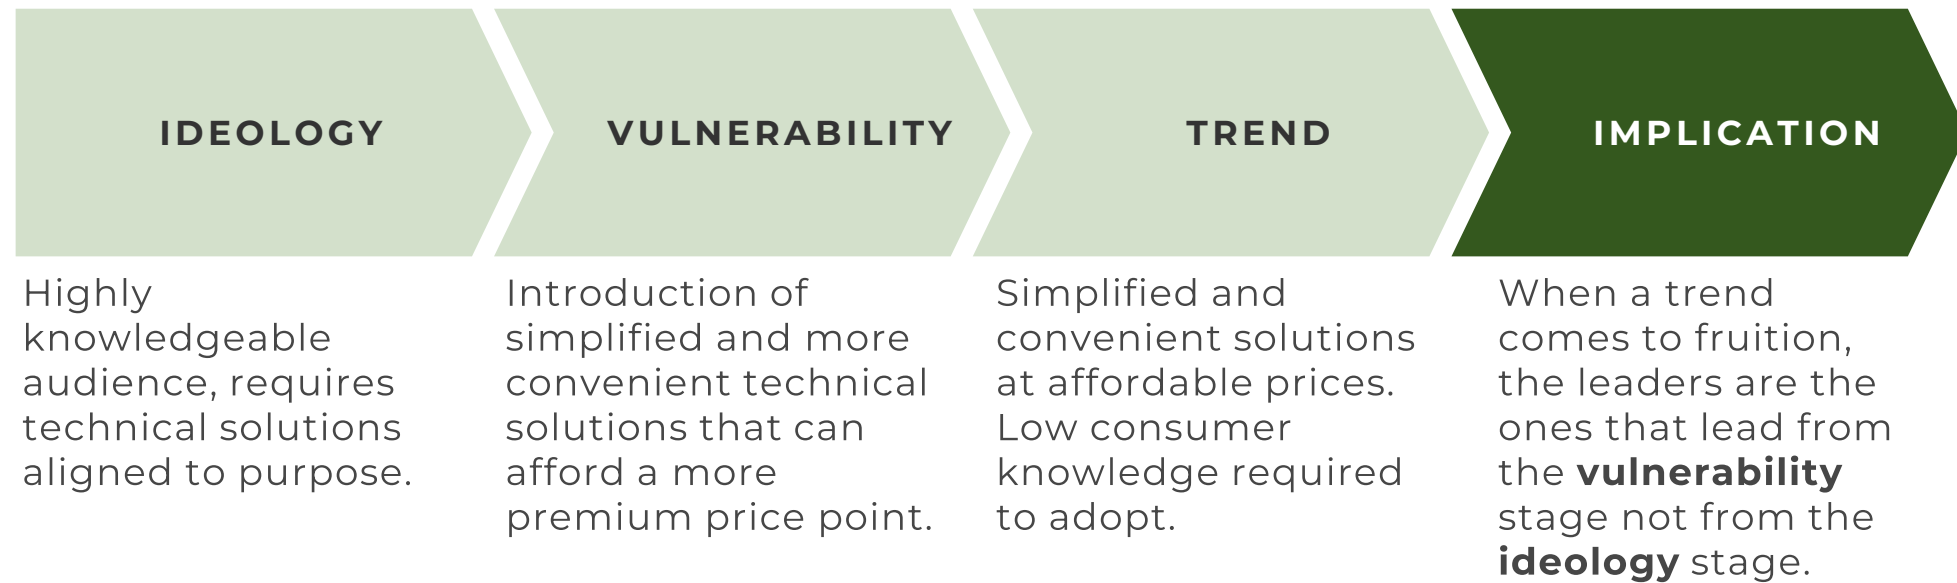 IDEOLOGY
Highly
knowledgeable
audience, requires
technical solutions
aligned to purpose.
VULNERABILITY
Introduction of
simplified and more
convenient technical
solutions that can
afford a more
premium price point.
TREND
Simplified and
convenient solutions
at affordable prices.
Low consumer
knowledge required
to adopt.
IMPLICATION
When a trend
comes to fruition,
the leaders are the
ones that lead from
the vulnerability
stage not from the
ideology stage.